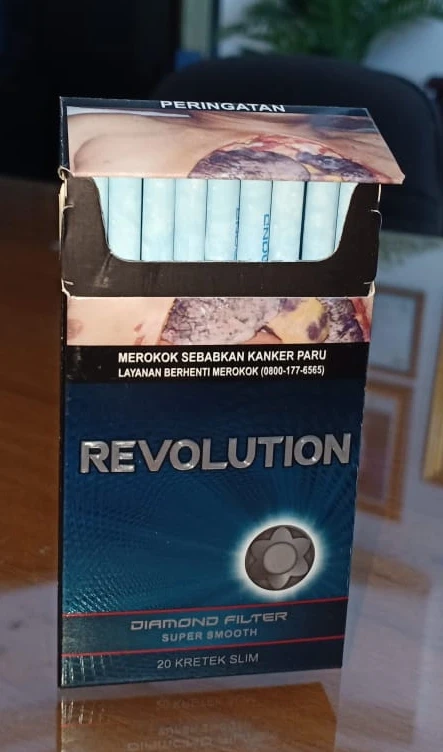 PERINGATAN
MEROKOK SEBABKAN KANKER PARU
LAYANAN BERHENTI MEROKOK (0800-177-6565)
REVOLUTION
DIAMOND FILTER
SUPER SMOOTH
20 KRETEK SLIM